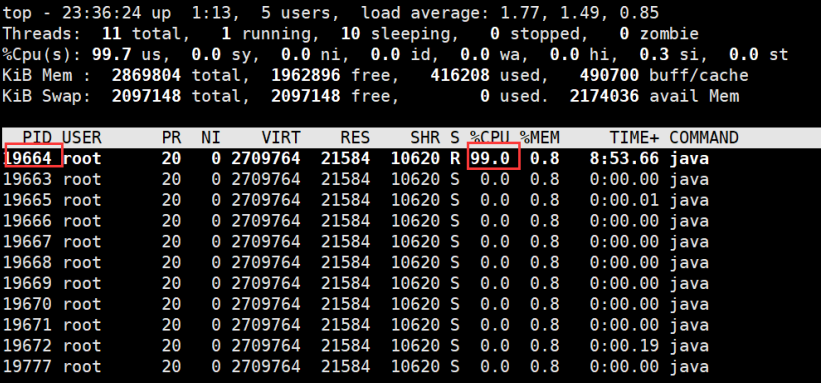 top - 23:36:24 up  1:13,  5 users,  load average: 1.77, 1.49, 0.85
Threads:  11 total,   1 running,  10 sleeping,   0 stopped,   0 zombie
%Cpu(s): 99.7 us,  0.0 sy,  0.0 ni,  0.0 id,  0.0 wa,  0.0 hi,  0.3 si,  0.0 st
KiB Mem :  2869804 total,  1962896 free,   416208 used,   490700 buff/cache
KiB Swap:  2097148 total,  2097148 free,        0 used.  2174036 avail Mem
PID USER      PR  NI    VIRT    RES    SHR S %CPU %MEM     TIME+ COMMAND
19664 root      20   0 2709764  21584  10620 R 99.0  0.8   8:53.66 java
19663 root      20   0 2709764  21584  10620 S  0.0  0.8   0:00.00 java
19665 root      20   0 2709764  21584  10620 S  0.0  0.8   0:00.01 java
19666 root      20   0 2709764  21584  10620 S  0.0  0.8   0:00.00 java
19667 root      20   0 2709764  21584  10620 S  0.0  0.8   0:00.00 java
19668 root      20   0 2709764  21584  10620 S  0.0  0.8   0:00.00 java
19669 root      20   0 2709764  21584  10620 S  0.0  0.8   0:00.00 java
19670 root      20   0 2709764  21584  10620 S  0.0  0.8   0:00.00 java
19671 root      20   0 2709764  21584  10620 S  0.0  0.8   0:00.00 java
19672 root      20   0 2709764  21584  10620 S  0.0  0.8   0:00.19 java
19777 root      20   0 2709764  21584  10620 S  0.0  0.8   0:00.00 java